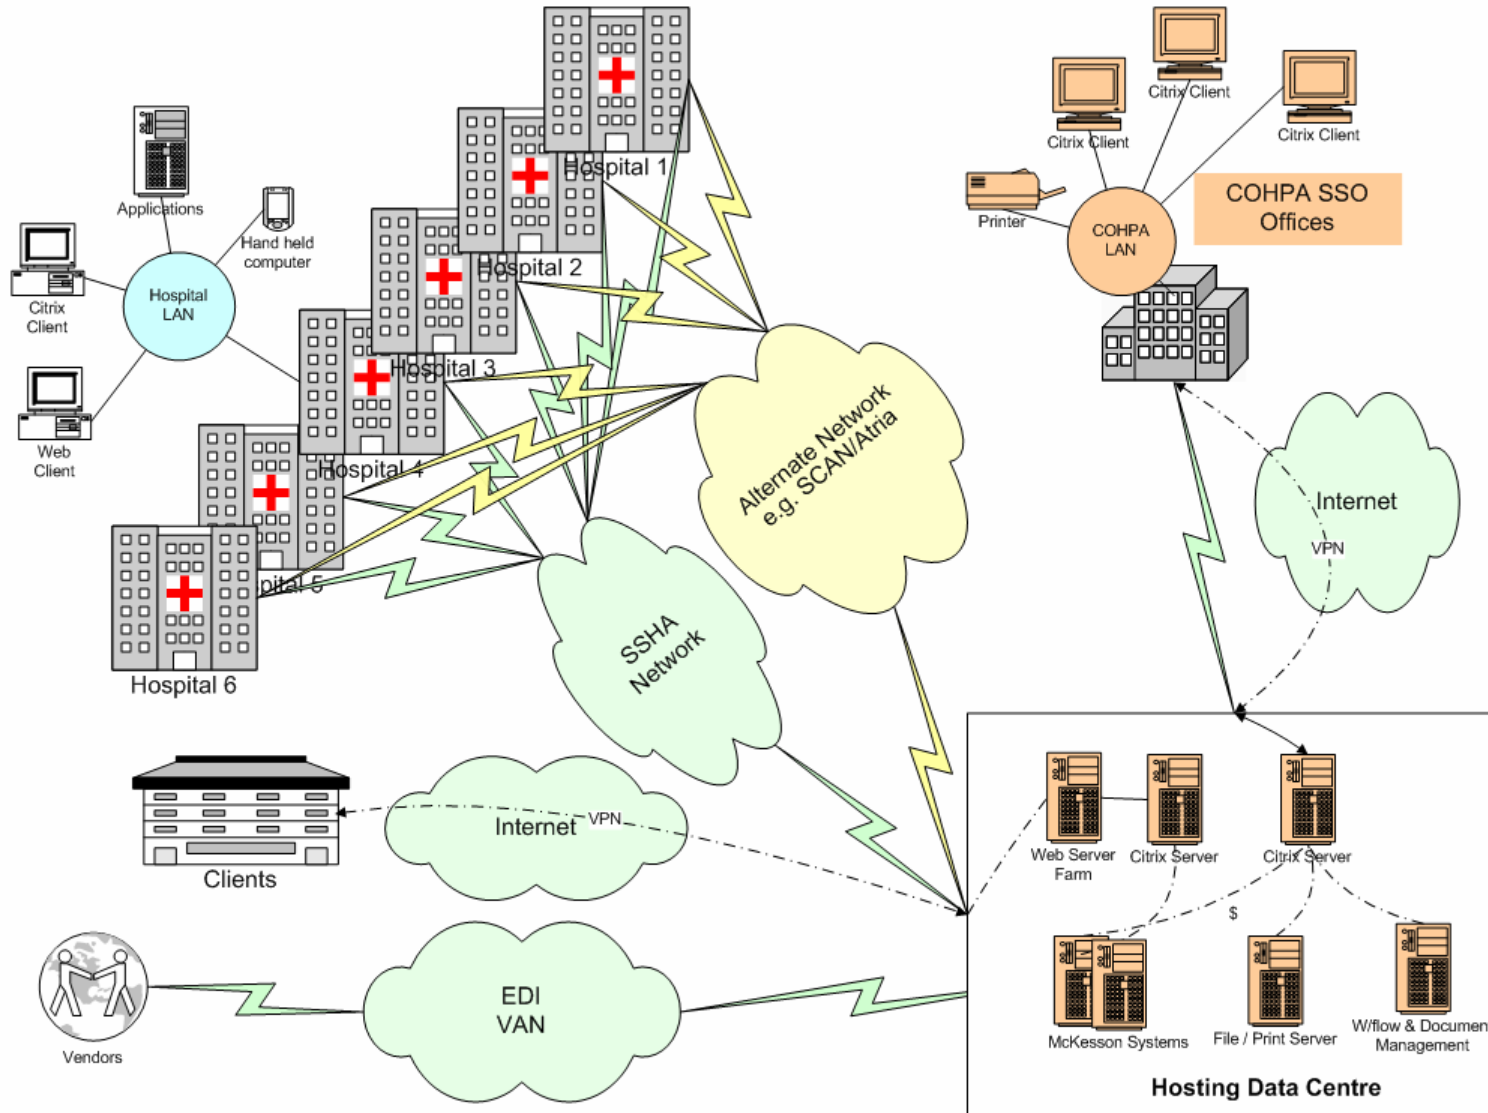 Hospital 1
Citrix Client
Citrix Client
Citrix Client
Applications
COHPA SSO
Offices
Printer
COHPA
LAN
Hand held
computer
Hospital 2
Hospital
LAN
Citrix
Client
Hospital 3
Web
Client
Hospital 4
Alternate Network
e.g. SCAN/Atria
Internet
VPN
spital 5
SSHA
Network
Hospital 6
Internet
VPN
Clients
Web Server
Farm
Citrix Server
Citrix Server
$
EDI
VAN
Vendors
McKesson Systems
File / Print Server
W/flow & Documen
Management
Hosting Data Centre